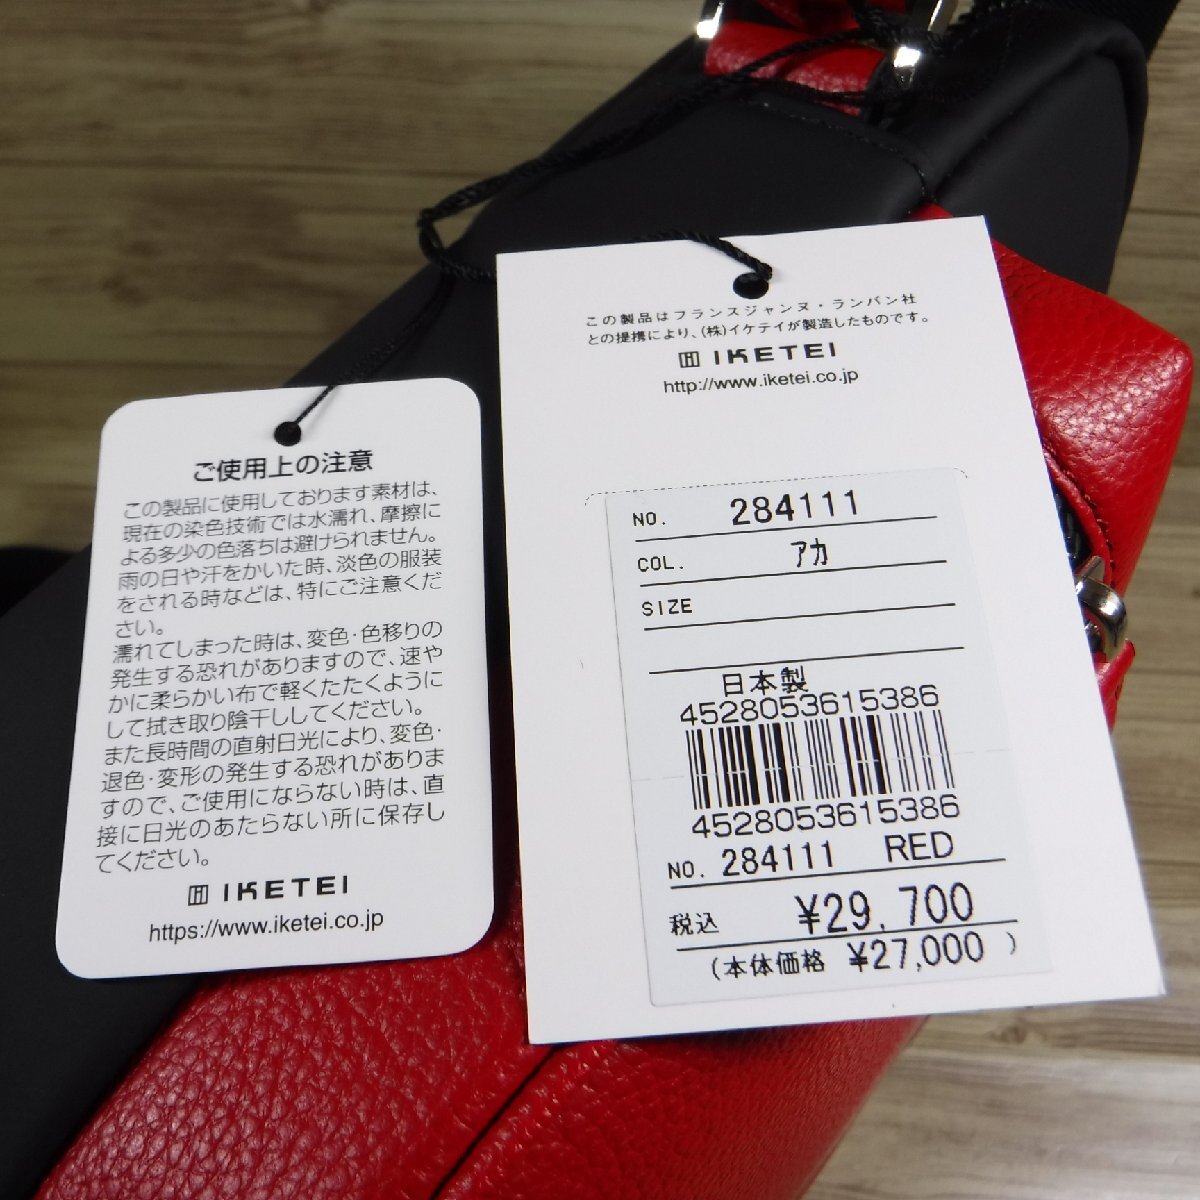 ご使用上の注意
この製品に使用しております素材は、
現在の染色技術では水濡れ、摩擦に
よる多少の色落ちは避けられません。
雨の日や汗をかいた時、淡色の服装
をされる時などは、特にご注意くだ
さい。
濡れてしまった時は、変色・色移りの
発生する恐れがありますので、速や
かに柔らかい布で軽くたたくように
して拭き取り陰干ししてください。
また長時間の直射日光により、変色・
退色・変形の発生する恐れがありま
すので、ご使用にならない時は、直
接に日光のあたらない所に保存し
てください。
IKETEI
https://www.iketei.co.jp
この製品はフランスジャンヌ・ランバン社
との提携により、(株)イケテイが製造したものです。
IKETEI
http://www.iketei.co.jp
NO. 284111
COL. アカ
SIZE
日本製
4528053615386
4528053615386
NO. 284111 RED
税込 ¥29,700
(本体価格 ¥27,000 )